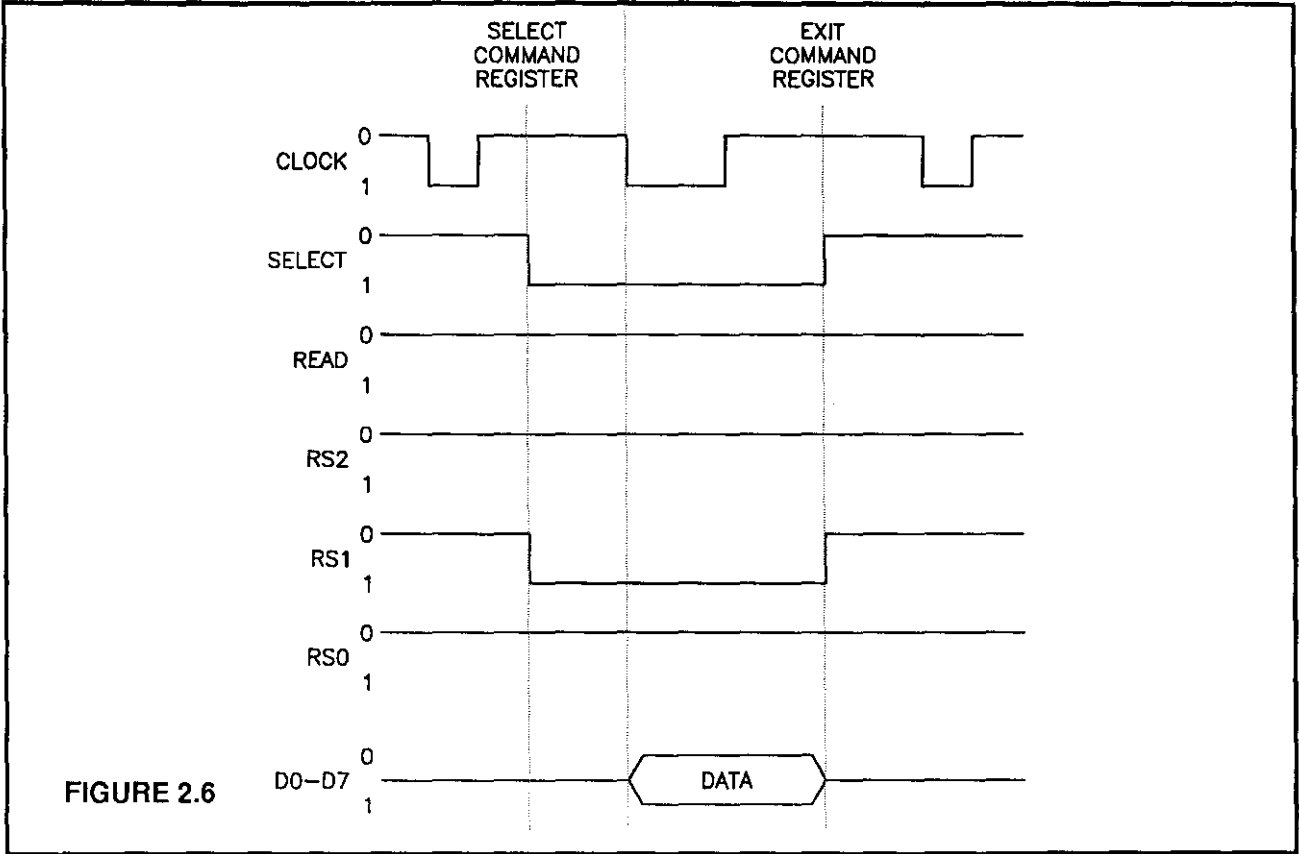 SELECT
COMMAND
REGISTER
EXIT
COMMAND
REGISTER
0
CLOCK
1
0
SELECT
1
0
READ
1
0
RS2
1
0
RS1
1
0
RS0
1
0
D0-D7
DATA
1
FIGURE 2.6